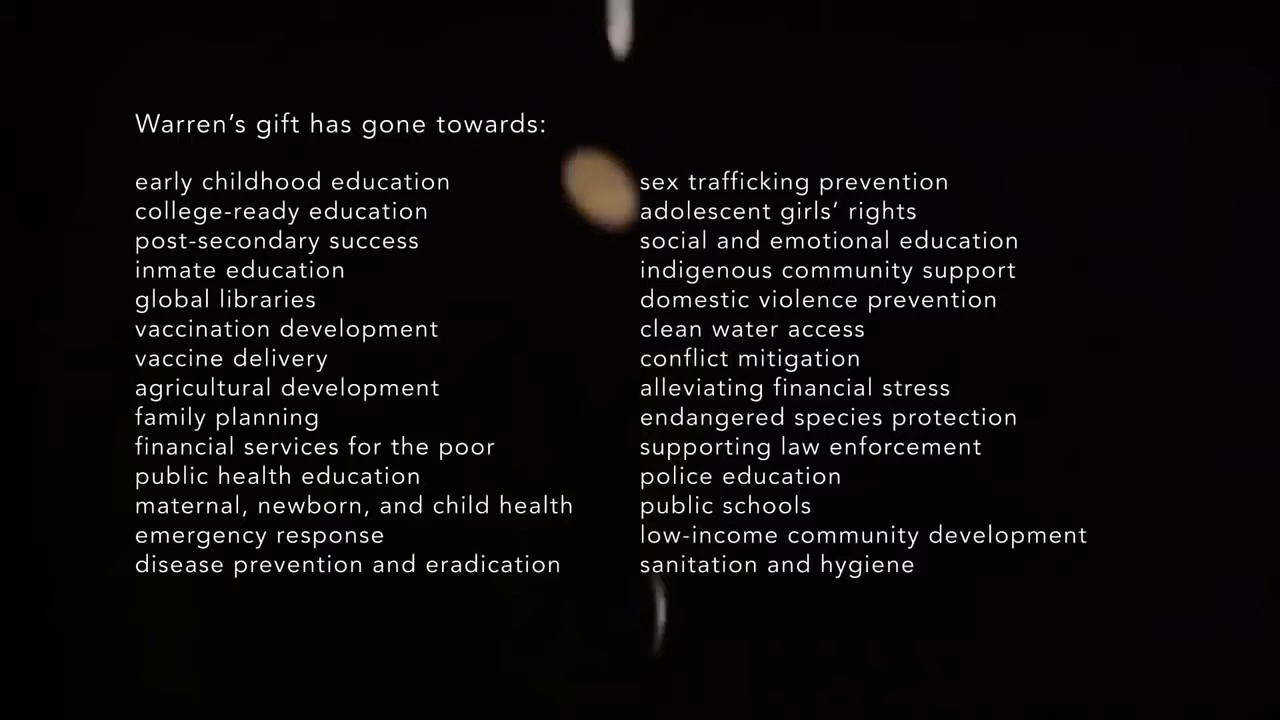 Warren’s gift has gone towards:
early childhood education
college-ready education
post-secondary success
inmate education
global libraries
vaccination development
vaccine delivery
agricultural development
family planning
financial services for the poor
public health education
maternal, newborn, and child health
emergency response
disease prevention and eradication
sex trafficking prevention
adolescent girls’ rights
social and emotional education
indigenous community support
domestic violence prevention
clean water access
conflict mitigation
alleviating financial stress
endangered species protection
supporting law enforcement
police education
public schools
low-income community development
sanitation and hygiene